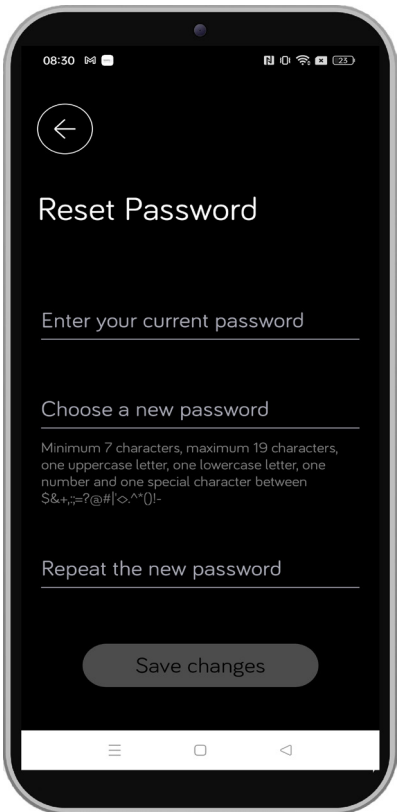 08:30
23
Reset Password
Enter your current password
Choose a new password
Minimum 7 characters, maximum 19 characters,
one uppercase letter, one lowercase letter, one
number and one special character between
$&+,:;=?@#|'<>.^*()!-
Repeat the new password
Save changes